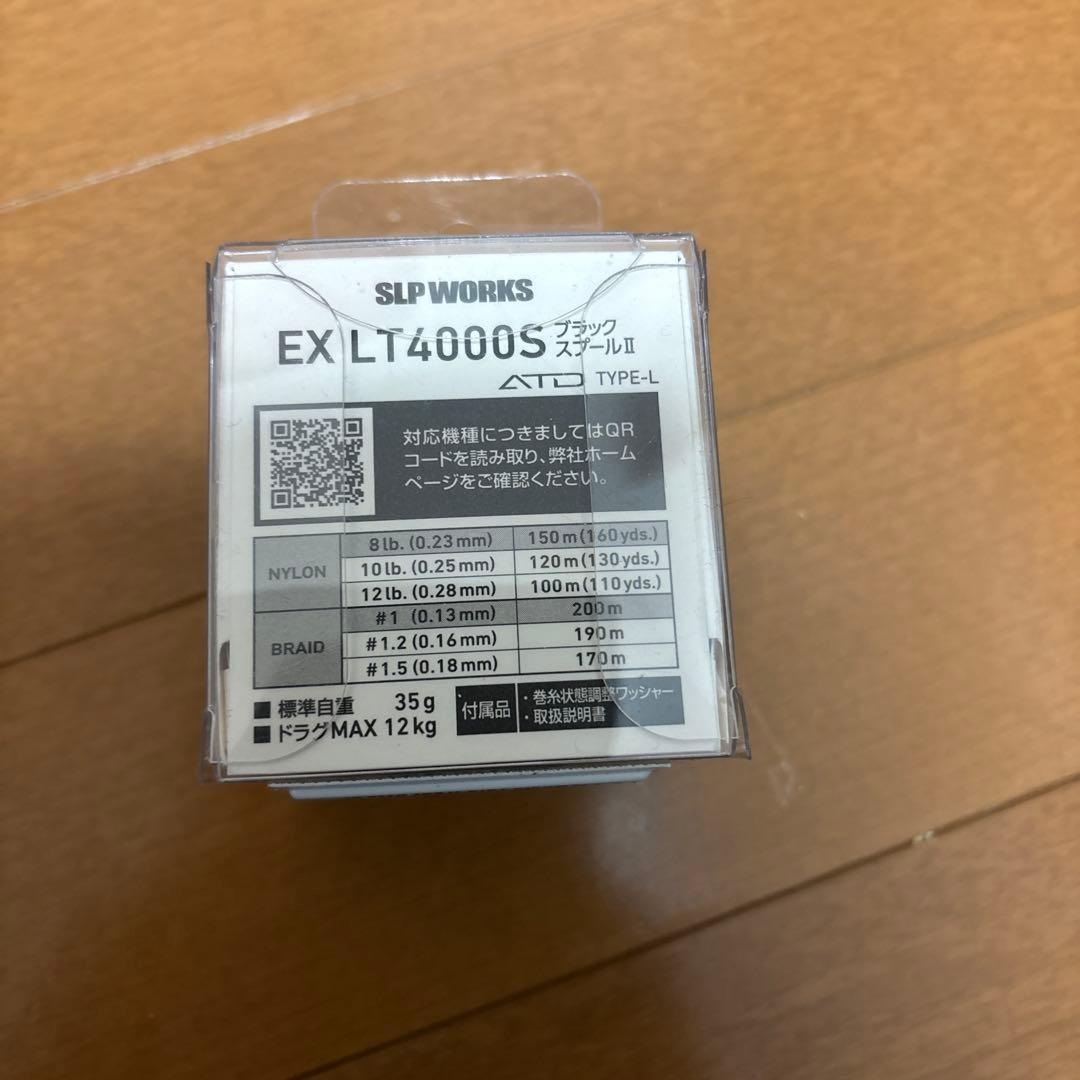 SLP WORKS
EX LT4000S ブラック
スプールⅡ
ATD TYPE-L
対応機種につきましてはQR
コードを読み取り、弊社ホーム
ページをご確認ください。
NYLON
8lb. (0.23mm) 150m(160yds.)
10lb. (0.25mm) 120m(130yds.)
12lb. (0.28mm) 100m(110yds.)
BRAID
#1 (0.13mm) 200m
#1.2 (0.16mm) 190m
#1.5 (0.18mm) 170m
■ 標準自重 35g
■ ドラグMAX 12kg
付属品
・巻糸状態調整ワッシャー
・取扱説明書